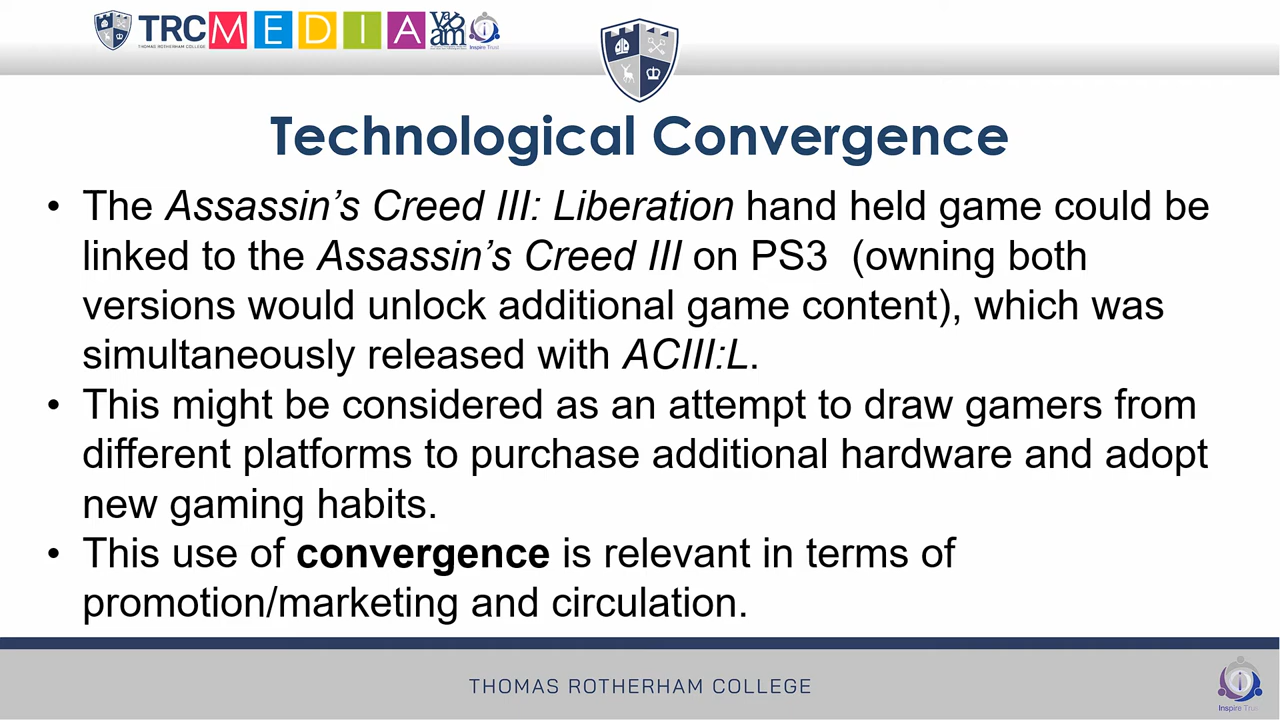 TRC MEDIA
THOMAS ROTHERHAM COLLEGE
Inspire Trust
Technological Convergence
• The Assassin’s Creed III: Liberation hand held game could be
linked to the Assassin’s Creed III on PS3 (owning both
versions would unlock additional game content), which was
simultaneously released with ACIII:L.
• This might be considered as an attempt to draw gamers from
different platforms to purchase additional hardware and adopt
new gaming habits.
• This use of convergence is relevant in terms of
promotion/marketing and circulation.
THOMAS ROTHERHAM COLLEGE
Inspire Trust